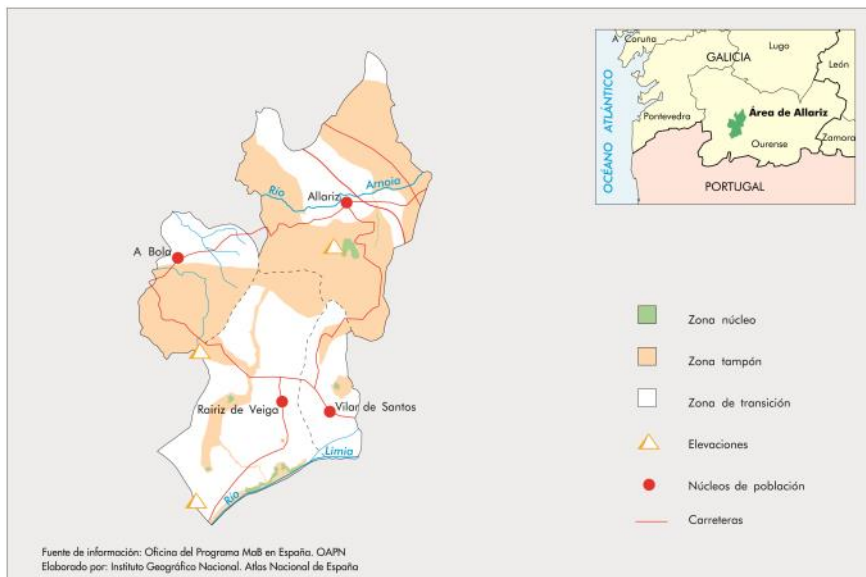 A Coruña
Lugo
GALICIA
León
OCÉANO ATLÁNTICO
Área de Allariz
Pontevedra
Zamora
Ourense
PORTUGAL
Río Arnoia
Allariz
A Bola
Rairiz de Veiga
Vilar de Santos
Río Limia
Zona núcleo
Zona tampón
Zona de transición
Elevaciones
Núcleos de población
Carreteras
Fuente de información: Oficina del Programa MaB en España. OAPN
Elaborado por: Instituto Geográfico Nacional. Atlas Nacional de España